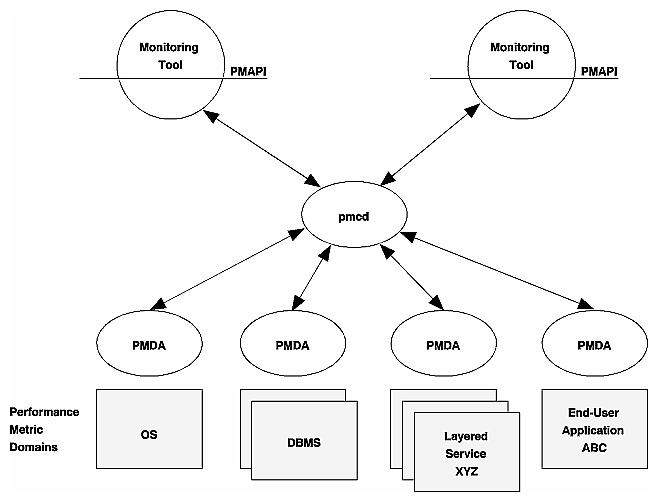 Monitoring
Tool
PMAPI
Monitoring
Tool
PMAPI
pmcd
PMDA
PMDA
PMDA
PMDA
Performance
Metric
Domains
OS
DBMS
Layered
Service
XYZ
End-User
Application
ABC